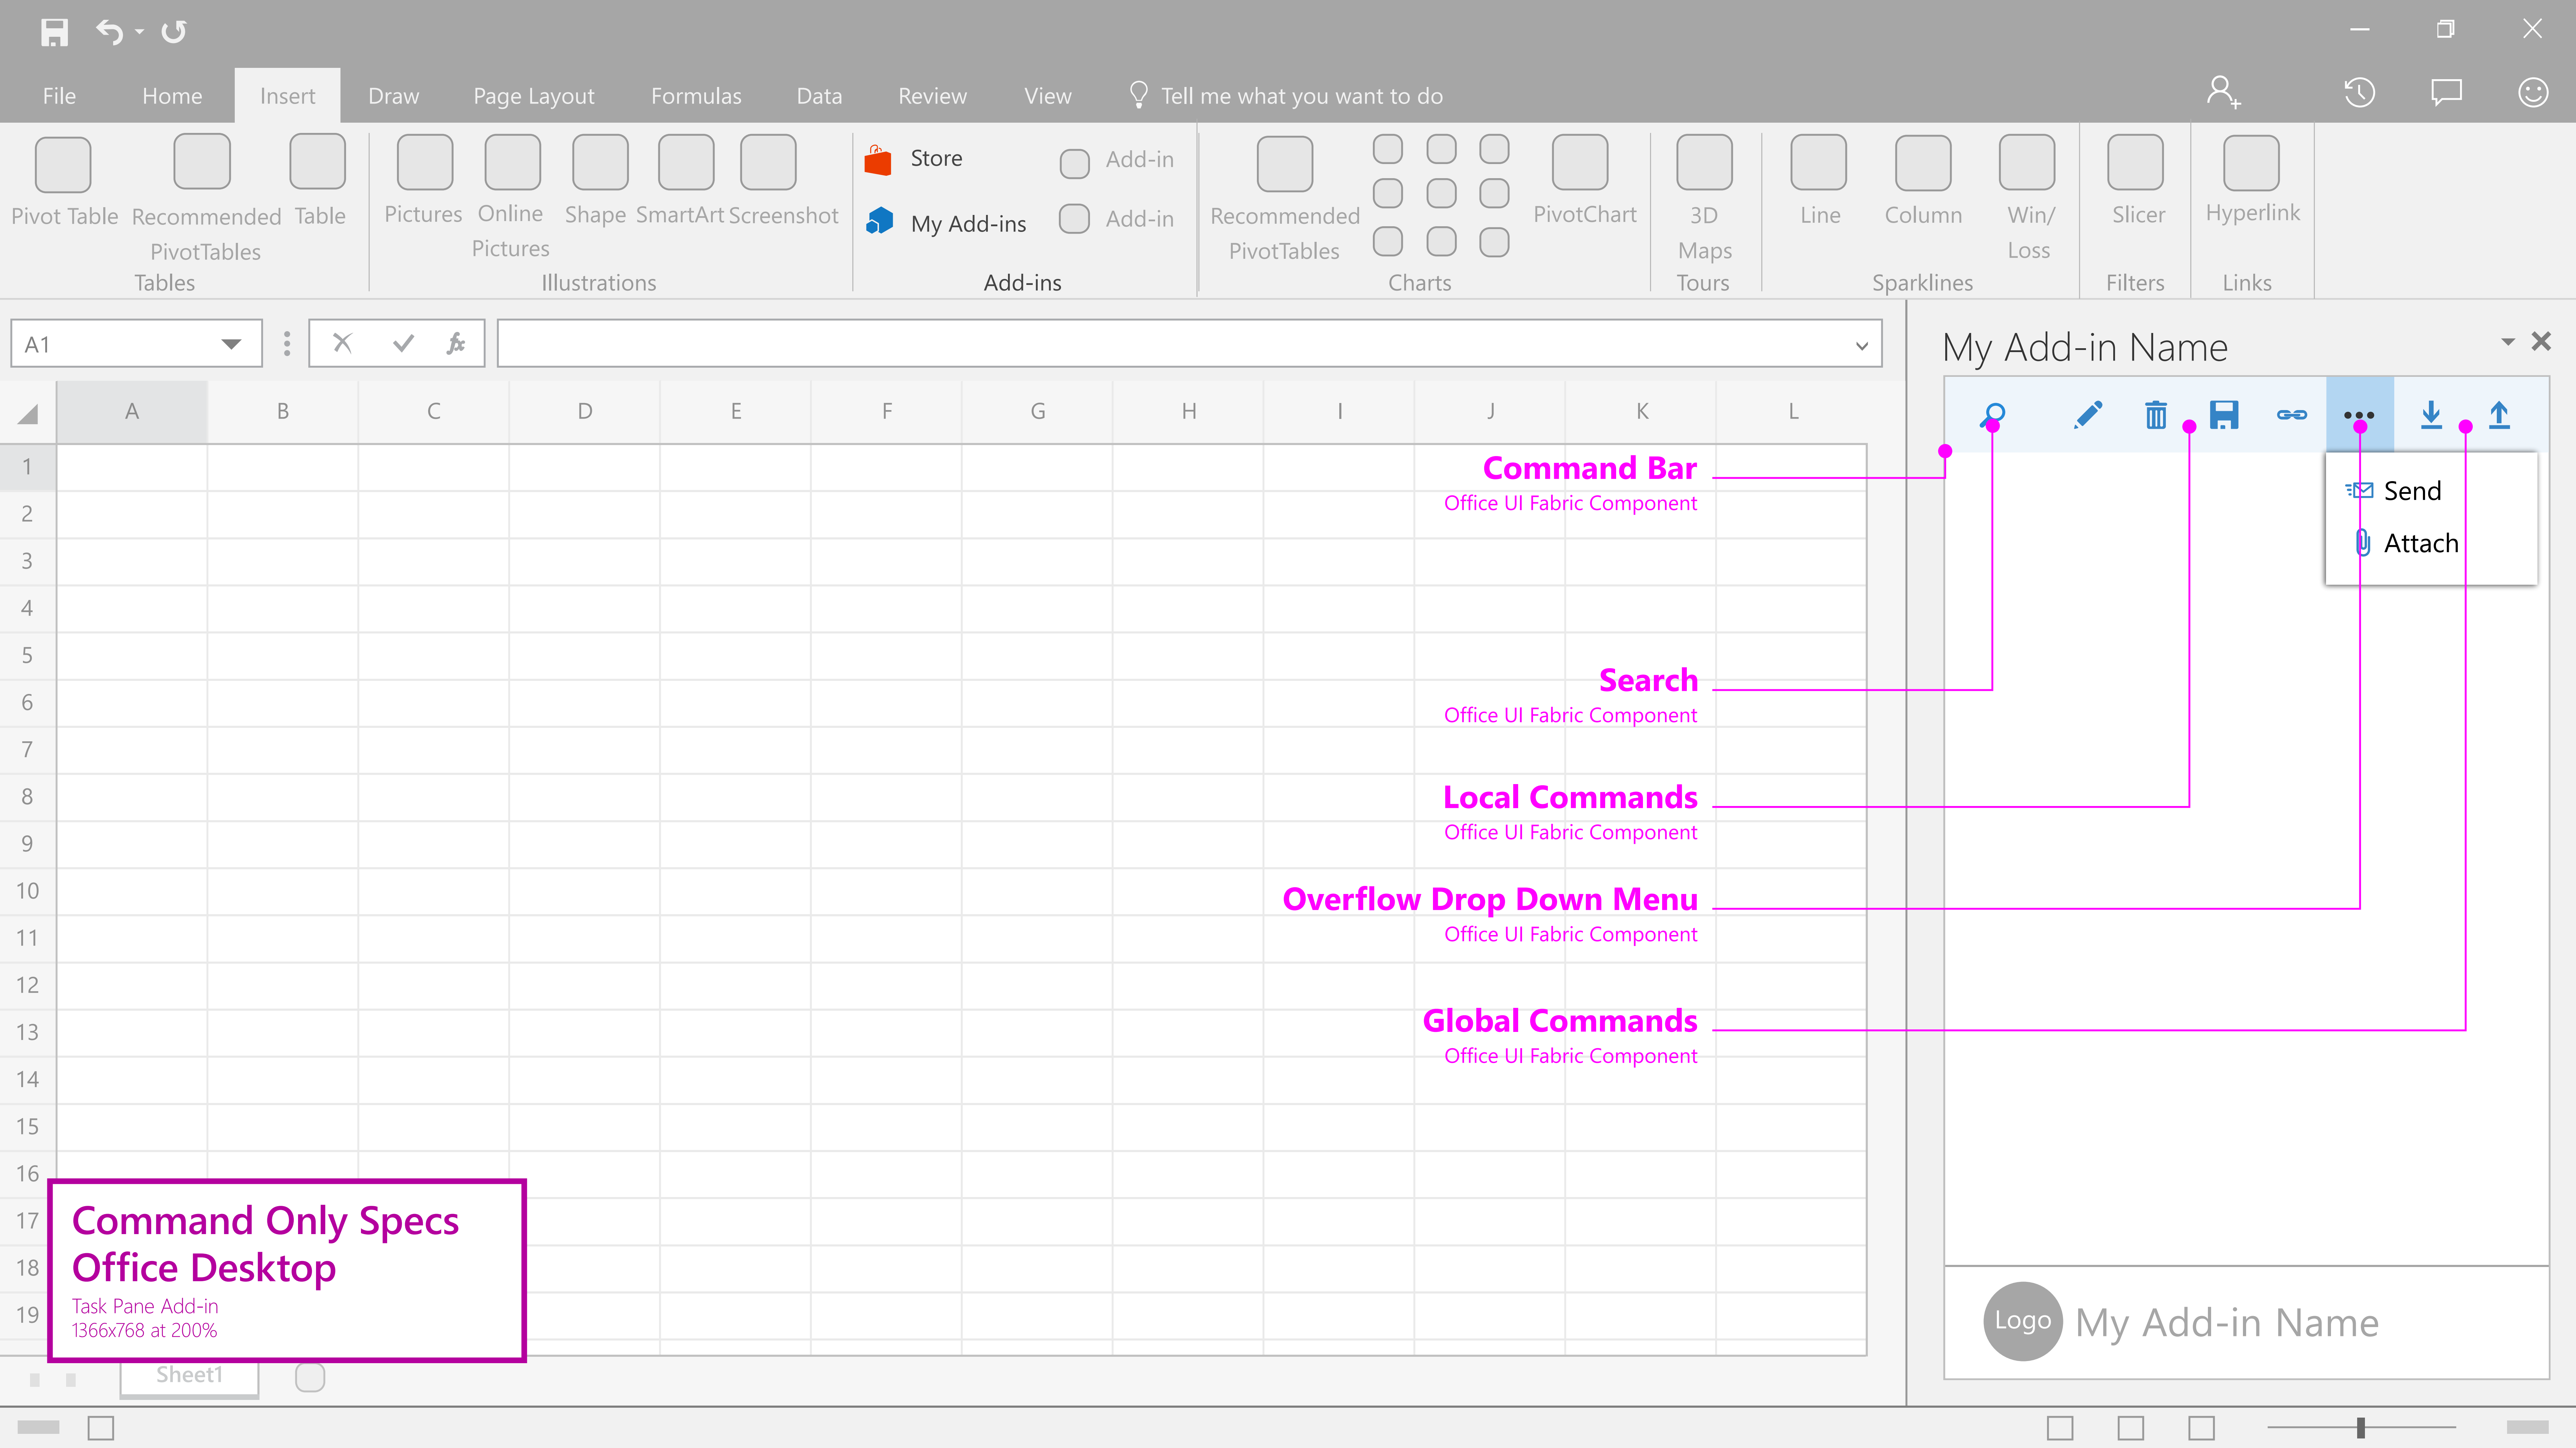 File Home Insert Draw Page Layout Formulas Data Review View Tell me what you want to do
Pivot Table
Recommended
PivotTables
Table
Tables
Pictures
Online
Pictures
Shape
SmartArt
Screenshot
Illustrations
Store
My Add-ins
Add-in
Add-in
Add-ins
Recommended
PivotTables
PivotChart
Charts
3D
Maps
Tours
Line
Column
Win/
Loss
Sparklines
Slicer
Filters
Hyperlink
Links
A1
fx
My Add-in Name
A B C D E F G H I J K L
1
2
3
4
5
6
7
8
9
10
11
12
13
14
15
16
17
18
19
Command Bar
Office UI Fabric Component
Search
Office UI Fabric Component
Local Commands
Office UI Fabric Component
Overflow Drop Down Menu
Office UI Fabric Component
Global Commands
Office UI Fabric Component
Send
Attach
Command Only Specs
Office Desktop
Task Pane Add-in
1366x768 at 200%
Sheet1
Logo
My Add-in Name